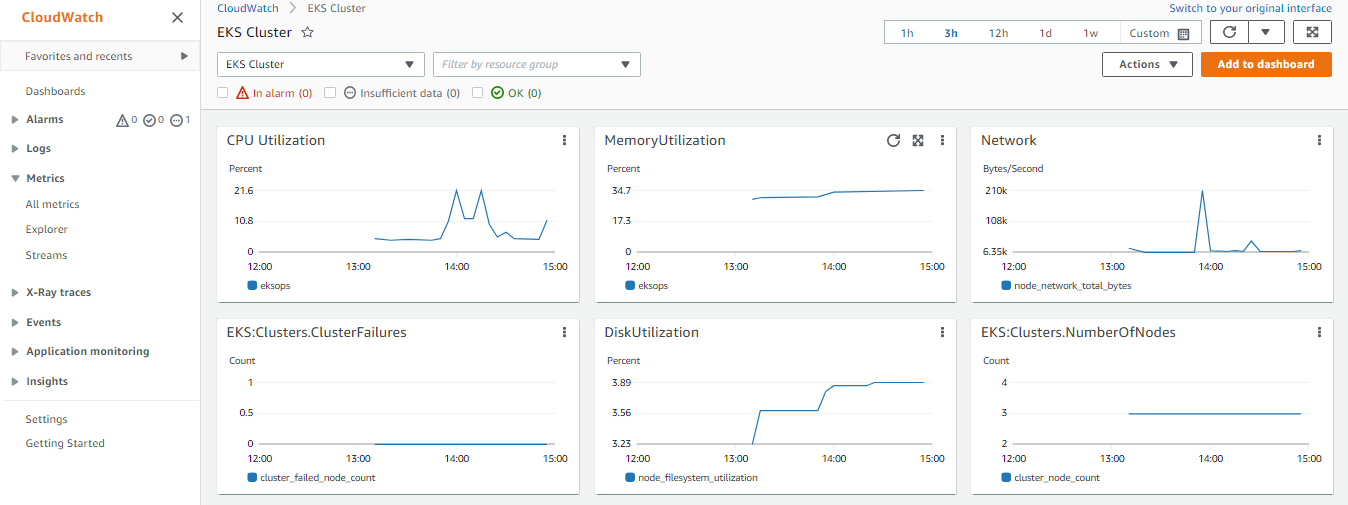 CloudWatch
Favorites and recents
Dashboards
Alarms 0 0 1
Logs
Metrics
All metrics
Explorer
Streams
X-Ray traces
Events
Application monitoring
Insights
Settings
Getting Started
CloudWatch EKS Cluster
Switch to your original interface
EKS Cluster
1h 3h 12h 1d 1w Custom
EKS Cluster
Filter by resource group
Actions
Add to dashboard
In alarm (0) Insufficient data (0) OK (0)
CPU Utilization
Percent
21.6
10.8
0
12:00 13:00 14:00 15:00
eksops
MemoryUtilization
Percent
34.7
17.3
0
12:00 13:00 14:00 15:00
eksops
Network
Bytes/Second
210k
108k
6.35k
12:00 13:00 14:00 15:00
node_network_total_bytes
EKS:Clusters.ClusterFailures
Count
1
0.5
0
12:00 13:00 14:00 15:00
cluster_failed_node_count
DiskUtilization
Percent
3.89
3.56
3.23
12:00 13:00 14:00 15:00
node_filesystem_utilization
EKS:Clusters.NumberOfNodes
Count
4
3
2
12:00 13:00 14:00 15:00
cluster_node_count